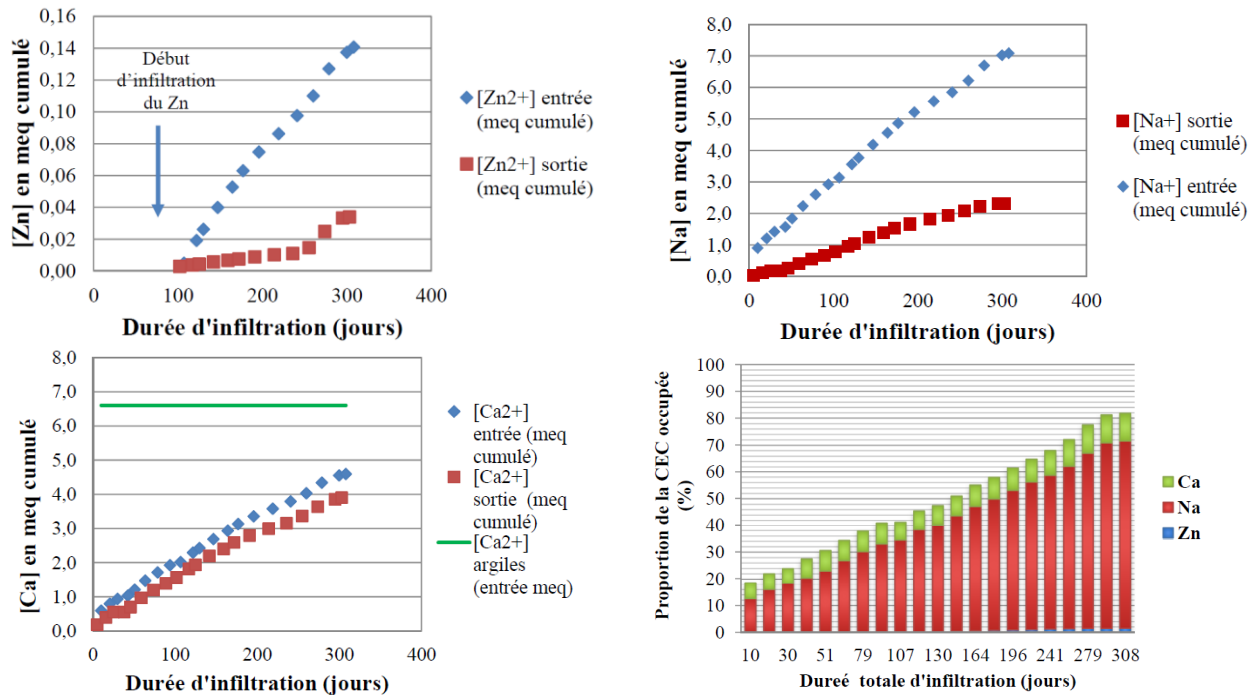 0,16
0,14
0,12
0,10
0,08
0,06
0,04
0,02
0,00
[Zn] en meq cumulé
Début
d'infiltration
du Zn
0 100 200 300 400
Durée d'infiltration (jours)
[Zn2+] entrée
(meq cumulé)
[Zn2+] sortie
(meq cumulé)
8,0
7,0
6,0
5,0
4,0
3,0
2,0
1,0
0,0
[Na] en meq cumulé
0 100 200 300 400
Durée d'infiltration (jours)
[Na+] sortie
(meq cumulé)
[Na+] entrée
(meq cumulé)
8,0
7,0
6,0
5,0
4,0
3,0
2,0
1,0
0,0
[Ca] en meq cumulé
0 100 200 300 400
Durée d'infiltration (jours)
[Ca2+]
entrée (meq
cumulé)
[Ca2+]
sortie (meq
cumulé)
[Ca2+]
argiles
(entrée meq)
100
90
80
70
60
50
40
30
20
10
0
Proportion de la CEC occupée
(%)
10 30 51 79 107 130 164 196 241 279 308
Dureé totale d'infiltration (jours)
Ca
Na
Zn